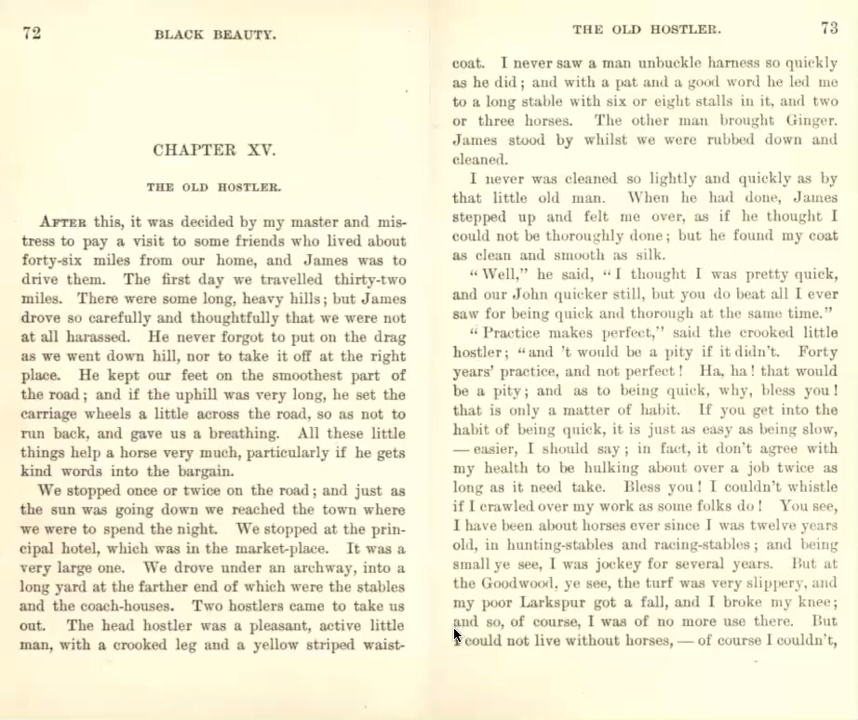 72
BLACK BEAUTY.
CHAPTER XV.
THE OLD HOSTLER.
AFTER this, it was decided by my master and mis-
tress to pay a visit to some friends who lived about
forty-six miles from our home, and James was to
drive them. The first day we travelled thirty-two
miles. There were some long, heavy hills; but James
drove so carefully and thoughtfully that we were not
at all harassed. He never forgot to put on the drag
as we went down hill, nor to take it off at the right
place. He kept our feet on the smoothest part of
the road; and if the uphill was very long, he set the
carriage wheels a little across the road, so as not to
run back, and gave us a breathing. All these little
things help a horse very much, particularly if he gets
kind words into the bargain.
We stopped once or twice on the road; and just as
the sun was going down we reached the town where
we were to spend the night. We stopped at the prin-
cipal hotel, which was in the market-place. It was a
very large one. We drove under an archway, into a
long yard at the farther end of which were the stables
and the coach-houses. Two hostlers came to take us
out. The head hostler was a pleasant, active little
man, with a crooked leg and a yellow striped waist-
THE OLD HOSTLER.
73
coat. I never saw a man unbuckle harness so quickly
as he did; and with a pat and a good word he led me
to a long stable with six or eight stalls in it, and two
or three horses. The other man brought Ginger.
James stood by whilst we were rubbed down and
cleaned.
I never was cleaned so lightly and quickly as by
that little old man. When he had done, James
stepped up and felt me over, as if he thought I
could not be thoroughly done; but he found my coat
as clean and smooth as silk.
"Well," he said, "I thought I was pretty quick,
and our John quicker still, but you do beat all I ever
saw for being quick and thorough at the same time."
"Practice makes perfect," said the crooked little
hostler; "and 't would be a pity if it didn't. Forty
years' practice, and not perfect! Ha, ha! that would
be a pity; and as to being quick, why, bless you!
that is only a matter of habit. If you get into the
habit of being quick, it is just as easy as being slow,
— easier, I should say; in fact, it don't agree with
my health to be hulking about over a job twice as
long as it need take. Bless you! I couldn't whistle
if I crawled over my work as some folks do! You see,
I have been about horses ever since I was twelve years
old, in hunting-stables and racing-stables; and being
small ye see, I was jockey for several years. But at
the Goodwood, ye see, the turf was very slippery, and
my poor Larkspur got a fall, and I broke my knee;
and so, of course, I was of no more use there. But
I could not live without horses, — of course I couldn't,